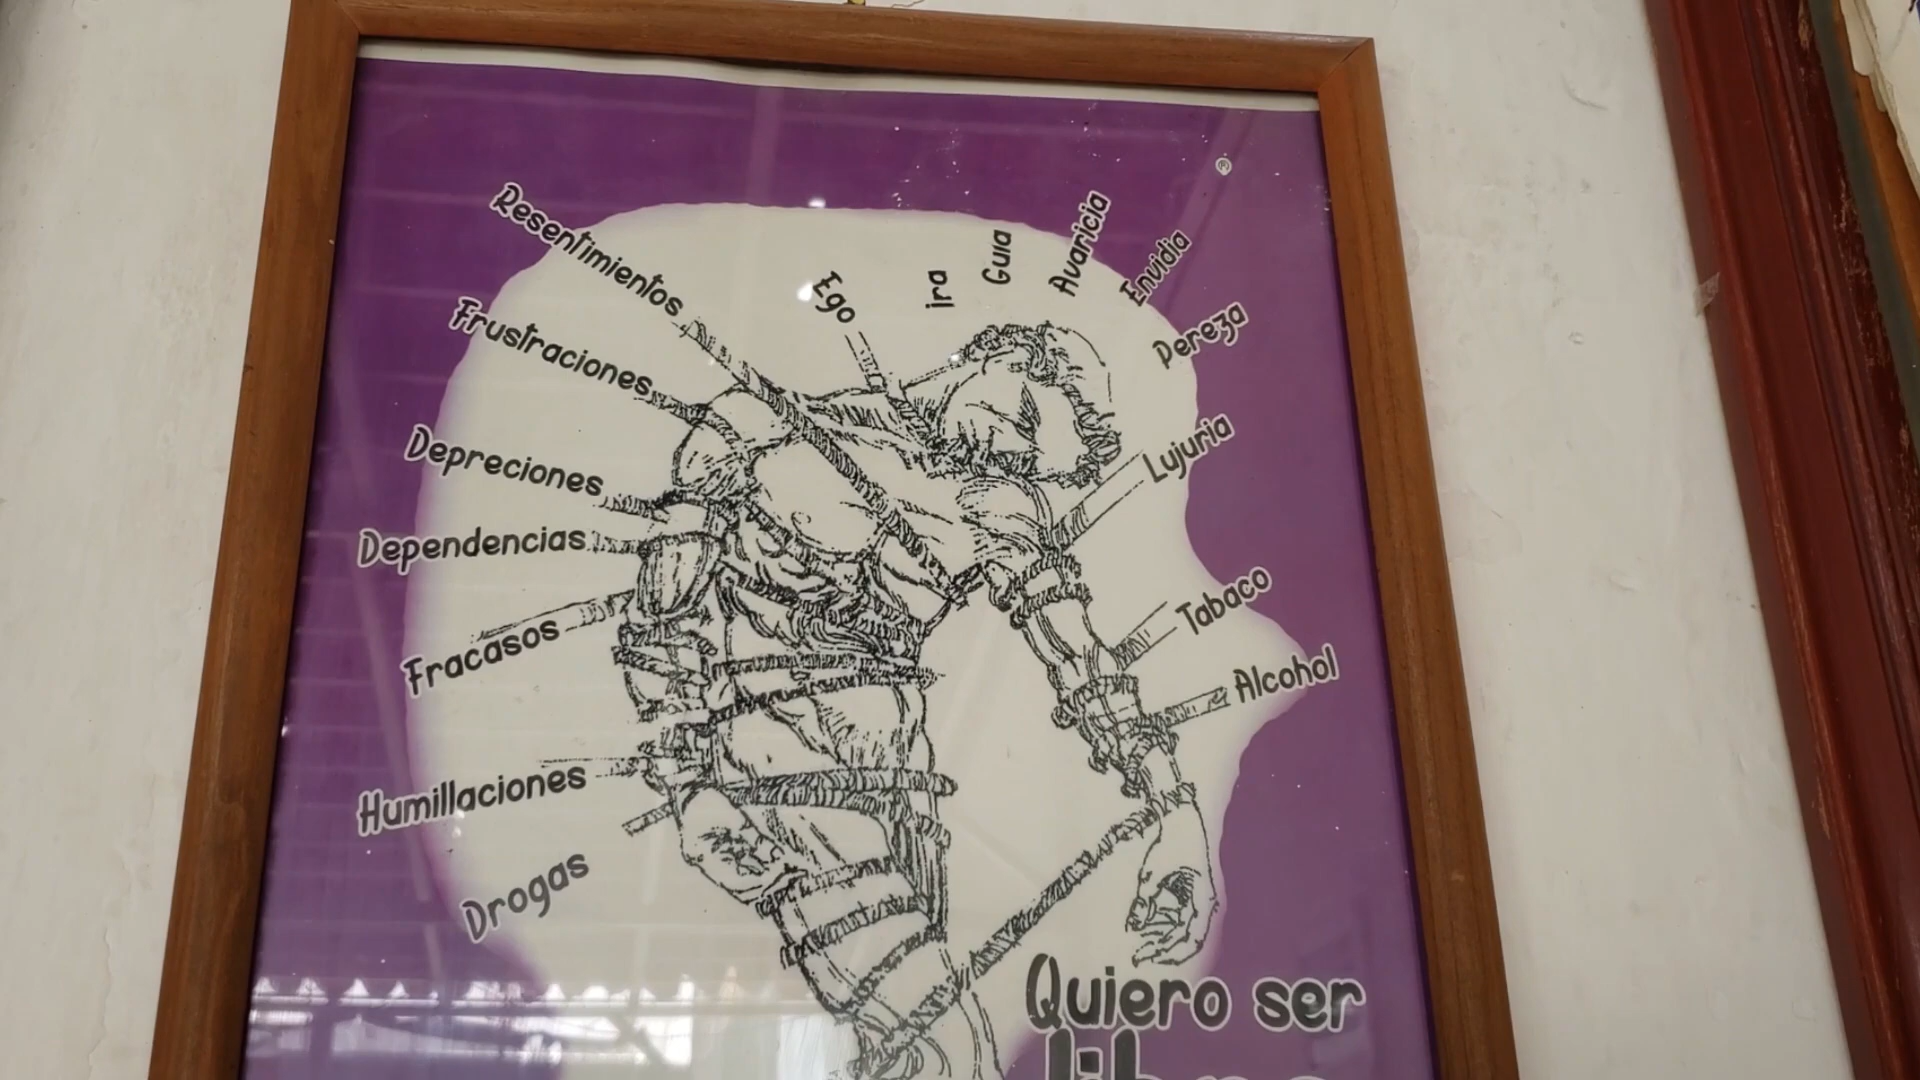 ®
Resentimientos
Frustraciones
Depreciones
Dependencias
Fracasos
Humillaciones
Drogas
Ego
Ira
Gula
Avaricia
Envidia
Pereza
Lujuria
Tabaco
Alcohol
Quiero ser